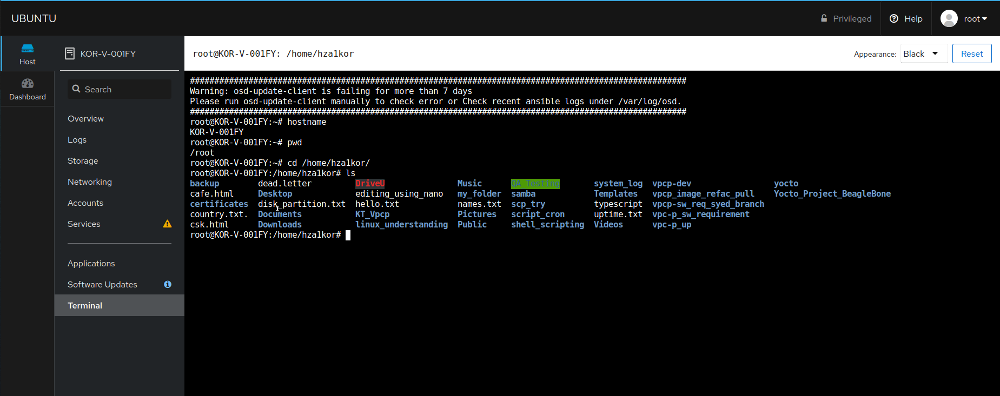 UBUNTU
Privileged
Help
root
Host
Dashboard
KOR-V-001FY
Search
Overview
Logs
Storage
Networking
Accounts
Services
Applications
Software Updates
Terminal
root@KOR-V-001FY: /home/hza1kor
Appearance: Black
Reset
######################################################################################################
Warning: osd-update-client is failing for more than 7 days
Please run osd-update-client manually to check error or Check recent ansible logs under /var/log/osd.
######################################################################################################
root@KOR-V-001FY:~# hostname
KOR-V-001FY
root@KOR-V-001FY:~# pwd
/root
root@KOR-V-001FY:~# cd /home/hza1kor/
root@KOR-V-001FY:/home/hza1kor# ls
backup dead.letter DriveU Music QA_Testing system_log vpcp-dev yocto
cafe.html Desktop editing_using_nano my_folder samba Templates vpcp_image_refac_pull Yocto_Project_BeagleBone
certificates disk_partition.txt hello.txt names.txt scp_try typescript vpcp-sw_req_syed_branch
country.txt. Documents KT_Vpcp Pictures script_cron uptime.txt vpc-p_sw_requirement
csk.html Downloads linux_understanding Public shell_scripting Videos vpc-p_up
root@KOR-V-001FY:/home/hza1kor#